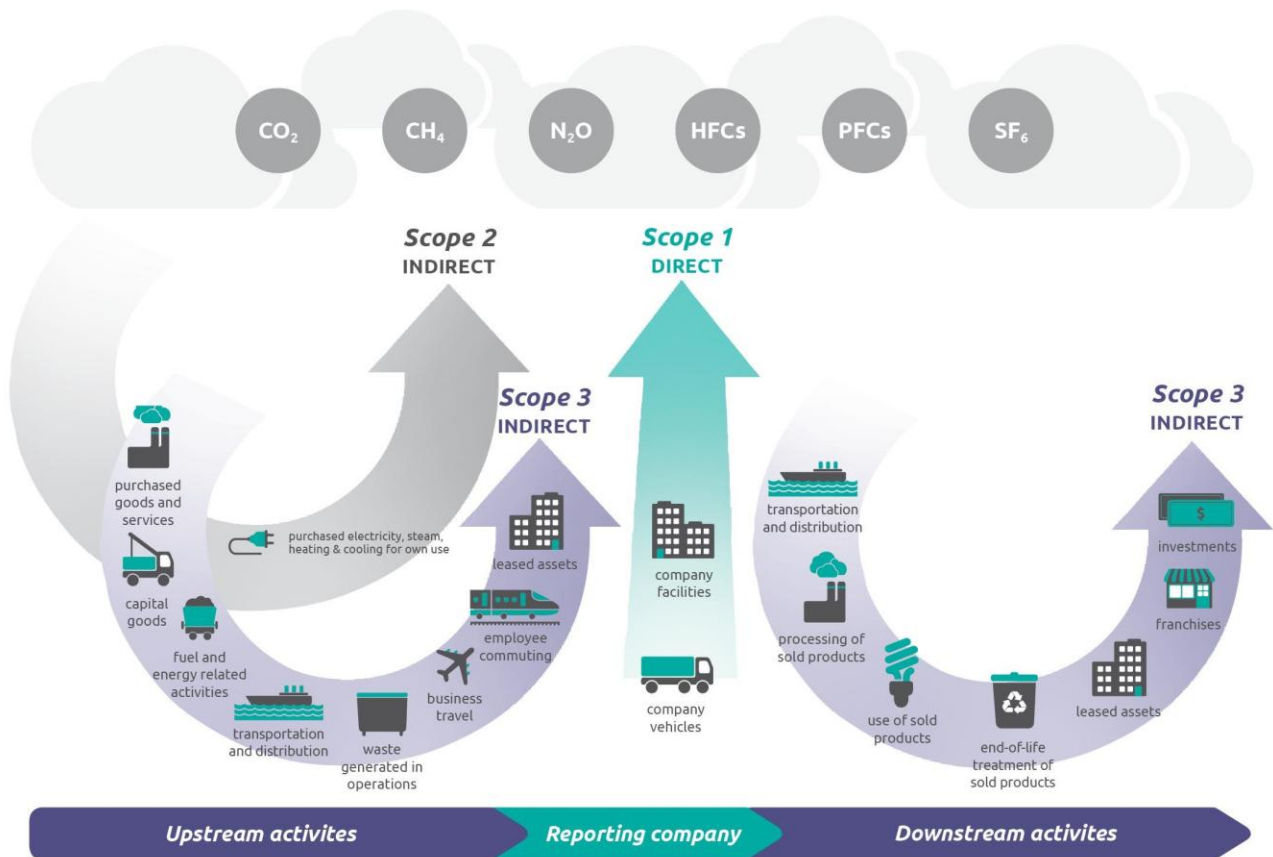 CO₂
CH₄
N₂O
HFCs
PFCs
SF₆
Scope 2
INDIRECT
Scope 1
DIRECT
Scope 3
INDIRECT
Scope 3
INDIRECT
purchased
goods and
services
capital
goods
fuel and
energy related
activities
transportation
and distribution
waste
generated in
operations
business
travel
employee
commuting
leased assets
purchased electricity, steam,
heating & cooling for own use
company
facilities
company
vehicles
transportation
and distribution
processing of
sold products
use of sold
products
end-of-life
treatment of
sold products
leased assets
franchises
$
investments
Upstream activites
Reporting company
Downstream activites